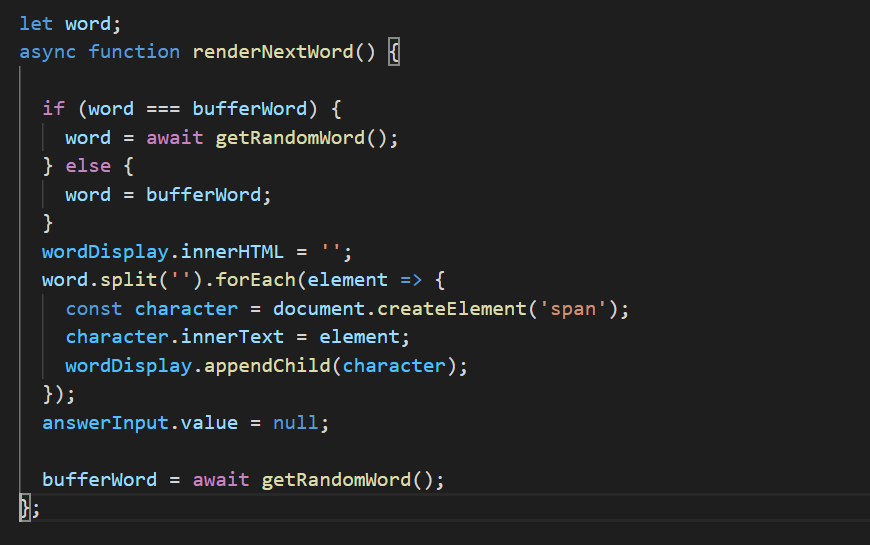 let word;
async function renderNextWord() {
if (word === bufferWord) {
word = await getRandomWord();
} else {
word = bufferWord;
}
wordDisplay.innerHTML = '';
word.split('').forEach(element => {
const character = document.createElement('span');
character.innerText = element;
wordDisplay.appendChild(character);
});
answerInput.value = null;
bufferWord = await getRandomWord();
};